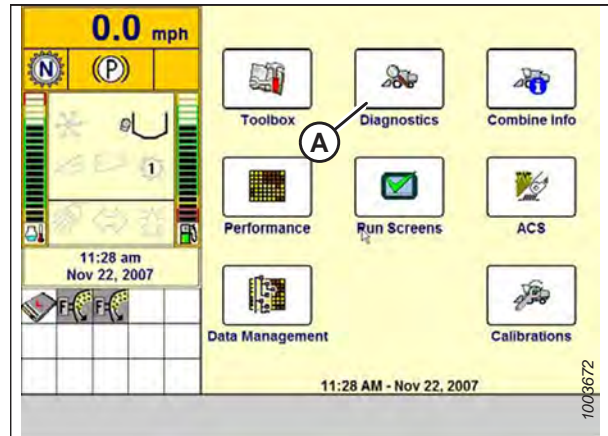 0.0 mph
N
(P)
1
11:28 am
Nov 22, 2007
F
F
Toolbox
Diagnostics
Combine Info
A
Performance
Run Screens
ACS
Data Management
Calibrations
11:28 AM - Nov 22, 2007
1003672